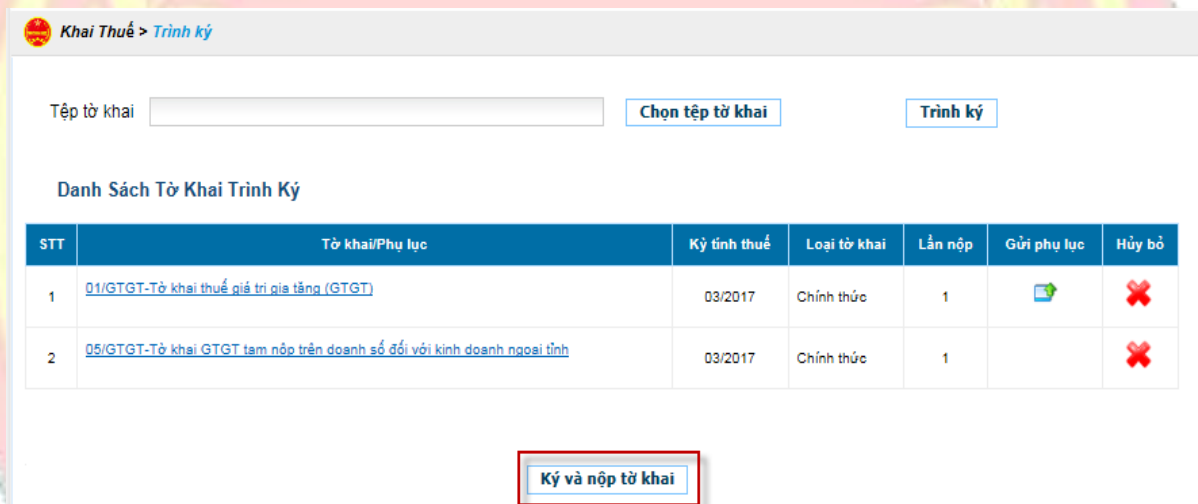 Khai Thuế > Trình ký
Tệp tờ khai Chọn tệp tờ khai Trình ký
Danh Sách Tờ Khai Trình Ký
STT Tờ khai/Phụ lục Kỳ tính thuế Loại tờ khai Lần nộp Gửi phụ lục Hủy bỏ
1 01/GTGT-Tờ khai thuế giá trị gia tăng (GTGT) 03/2017 Chính thức 1
2 05/GTGT-Tờ khai GTGT tạm nộp trên doanh số đối với kinh doanh ngoại tỉnh 03/2017 Chính thức 1
Ký và nộp tờ khai